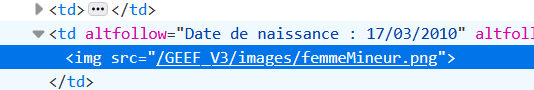 <td> ... </td>
<td altfollow="Date de naissance : 17/03/2010" altfoll
<img src="/GEEF_V3/images/femmeMineur.png">
</td>